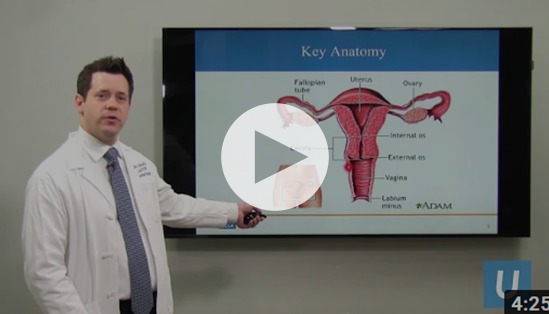 Key Anatomy
Fallopian tube
Uterus
Ovary
Internal os
External os
Vagina
Labium minus
ADAM
U
4:25